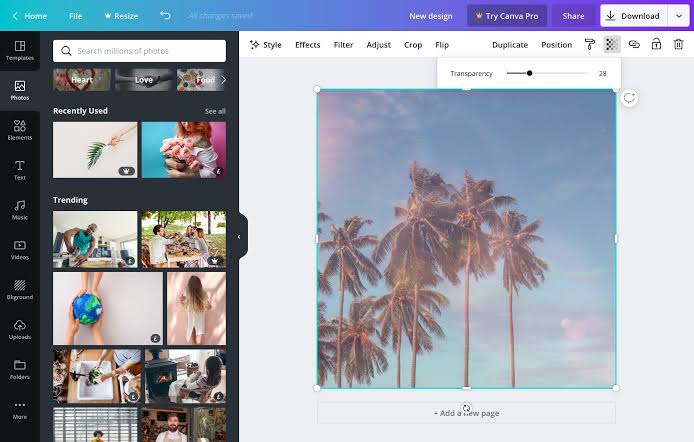 Home File Resize All changes saved New design Try Canva Pro Share Download
Templates
Photos
Elements
Text
Music
Videos
Bkground
Uploads
Folders
More
Search millions of photos
Heart Love Food
Recently Used See all
Trending
£
£
£
£
£
Style Effects Filter Adjust Crop Flip Duplicate Position
Transparency 28
+ Add a new page